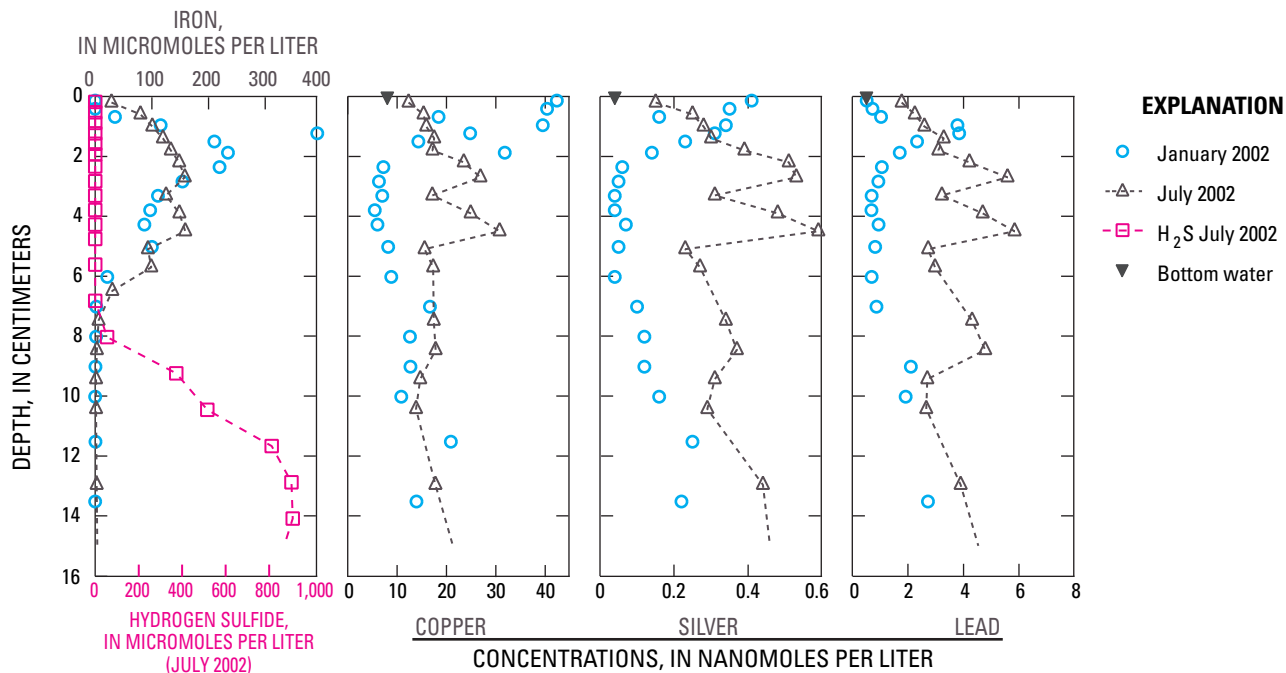 IRON,
IN MICROMOLES PER LITER
0 100 200 300 400
EXPLANATION
January 2002
July 2002
H2S July 2002
Bottom water
DEPTH, IN CENTIMETERS
0
2
4
6
8
10
12
14
16
0 200 400 600 800 1,000
0 10 20 30 40
0 0.2 0.4 0.6
0 2 4 6 8
HYDROGEN SULFIDE,
IN MICROMOLES PER LITER
(JULY 2002)
COPPER SILVER LEAD
CONCENTRATIONS, IN NANOMOLES PER LITER